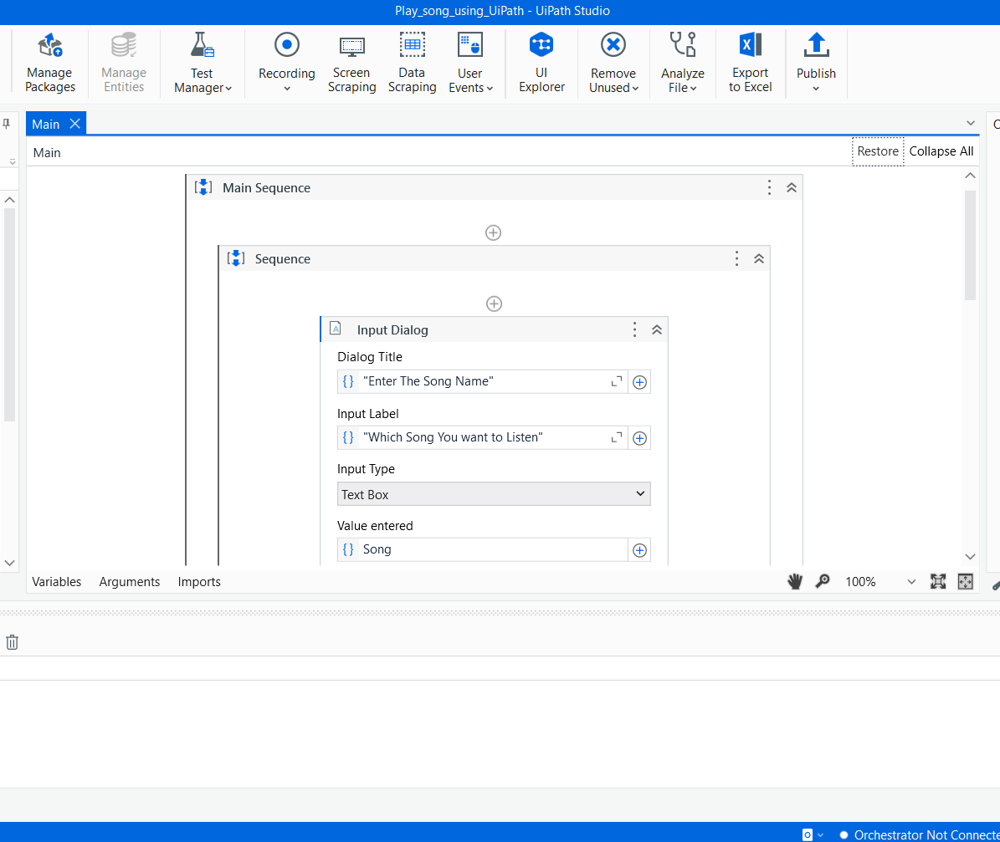 Play_song_using_UiPath - UiPath Studio
Manage Packages
Manage Entities
Test Manager
Recording
Screen Scraping
Data Scraping
User Events
UI Explorer
Remove Unused
Analyze File
Export to Excel
Publish
Main
Main
Restore Collapse All
Main Sequence
Sequence
Input Dialog
Dialog Title
"Enter The Song Name"
Input Label
"Which Song You want to Listen"
Input Type
Text Box
Value entered
Song
Variables Arguments Imports 100%
Orchestrator Not Connecte